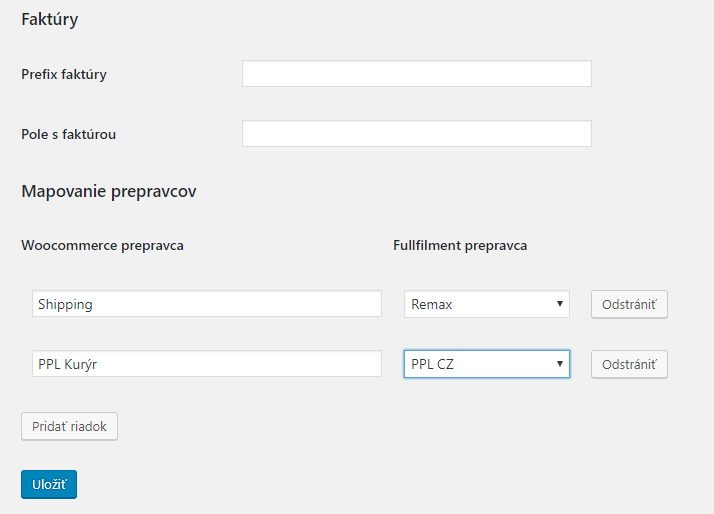 Faktúry
Prefix faktúry
Pole s faktúrou
Mapovanie prepravcov
Woocommerce prepravca Fullfilment prepravca
Shipping Remax Odstrániť
PPL Kurýr PPL CZ Odstrániť
Pridať riadok
Uložiť